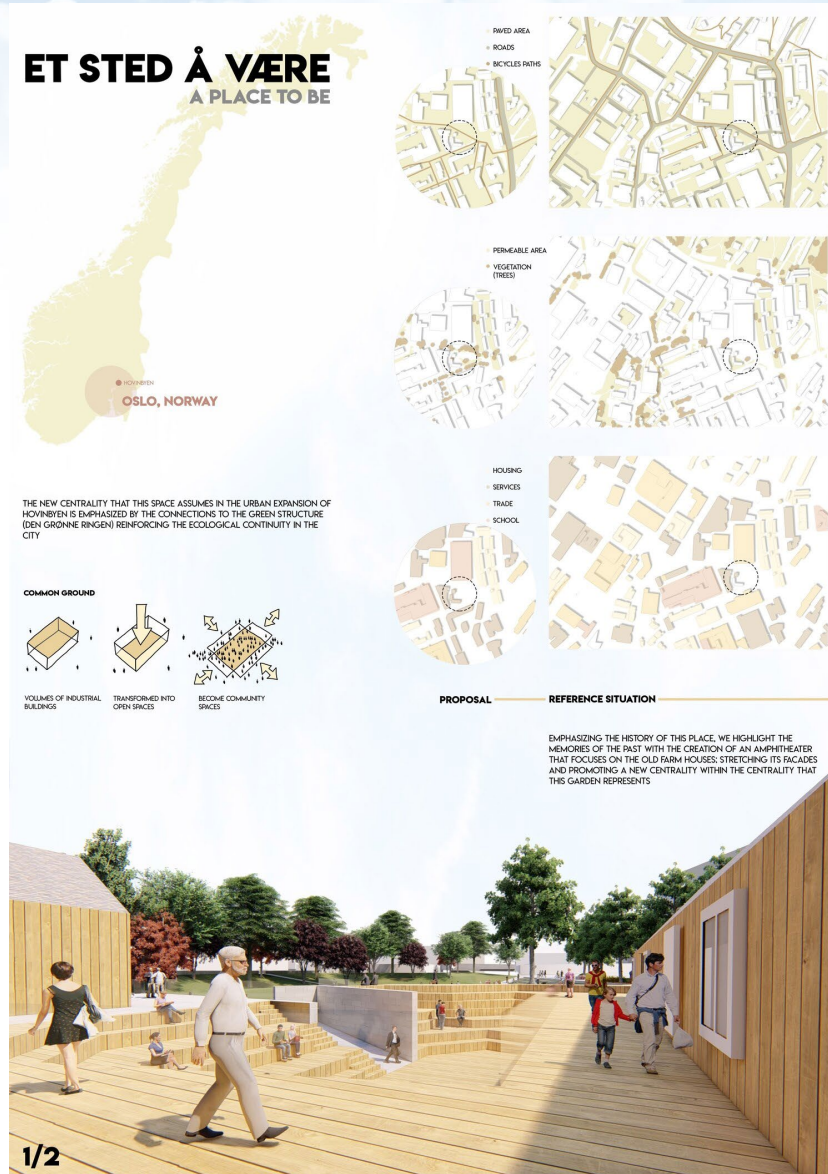 ET STED Å VÆRE
A PLACE TO BE
HOVINBYEN
OSLO, NORWAY
THE NEW CENTRALITY THAT THIS SPACE ASSUMES IN THE URBAN EXPANSION OF
HOVINBYEN IS EMPHASIZED BY THE CONNECTIONS TO THE GREEN STRUCTURE
(DEN GRØNNE RINGEN) REINFORCING THE ECOLOGICAL CONTINUITY IN THE
CITY
COMMON GROUND
VOLUMES OF INDUSTRIAL
BUILDINGS
TRANSFORMED INTO
OPEN SPACES
BECOME COMMUNITY
SPACES
PAVED AREA
ROADS
BICYCLES PATHS
PERMEABLE AREA
VEGETATION
(TREES)
HOUSING
SERVICES
TRADE
SCHOOL
PROPOSAL
REFERENCE SITUATION
EMPHASIZING THE HISTORY OF THIS PLACE, WE HIGHLIGHT THE
MEMORIES OF THE PAST WITH THE CREATION OF AN AMPHITHEATER
THAT FOCUSES ON THE OLD FARM HOUSES; STRETCHING ITS FACADES
AND PROMOTING A NEW CENTRALITY WITHIN THE CENTRALITY THAT
THIS GARDEN REPRESENTS
1/2